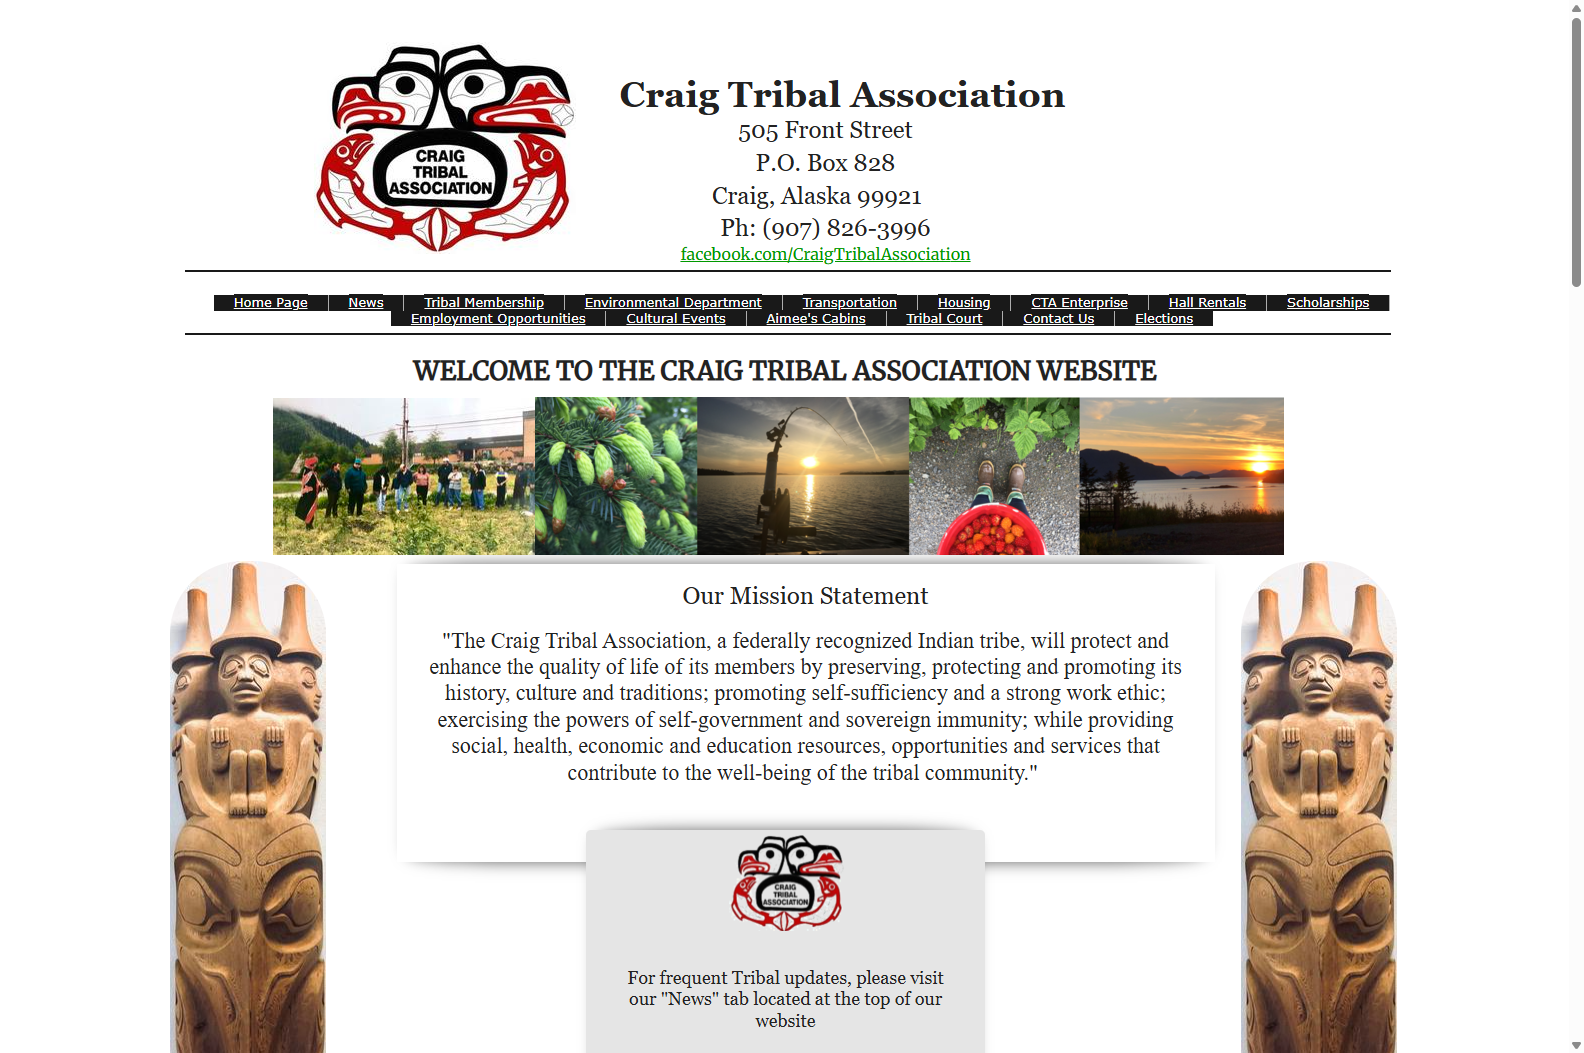 CRAIG
TRIBAL
ASSOCIATION
Craig Tribal Association
505 Front Street
P.O. Box 828
Craig, Alaska 99921
Ph: (907) 826-3996
facebook.com/CraigTribalAssociation
Home Page News Tribal Membership Environmental Department Transportation Housing CTA Enterprise Hall Rentals Scholarships
Employment Opportunities Cultural Events Aimee's Cabins Tribal Court Contact Us Elections
WELCOME TO THE CRAIG TRIBAL ASSOCIATION WEBSITE
Our Mission Statement
"The Craig Tribal Association, a federally recognized Indian tribe, will protect and
enhance the quality of life of its members by preserving, protecting and promoting its
history, culture and traditions; promoting self-sufficiency and a strong work ethic;
exercising the powers of self-government and sovereign immunity; while providing
social, health, economic and education resources, opportunities and services that
contribute to the well-being of the tribal community."
CRAIG
TRIBAL
ASSOCIATION
For frequent Tribal updates, please visit
our "News" tab located at the top of our
website